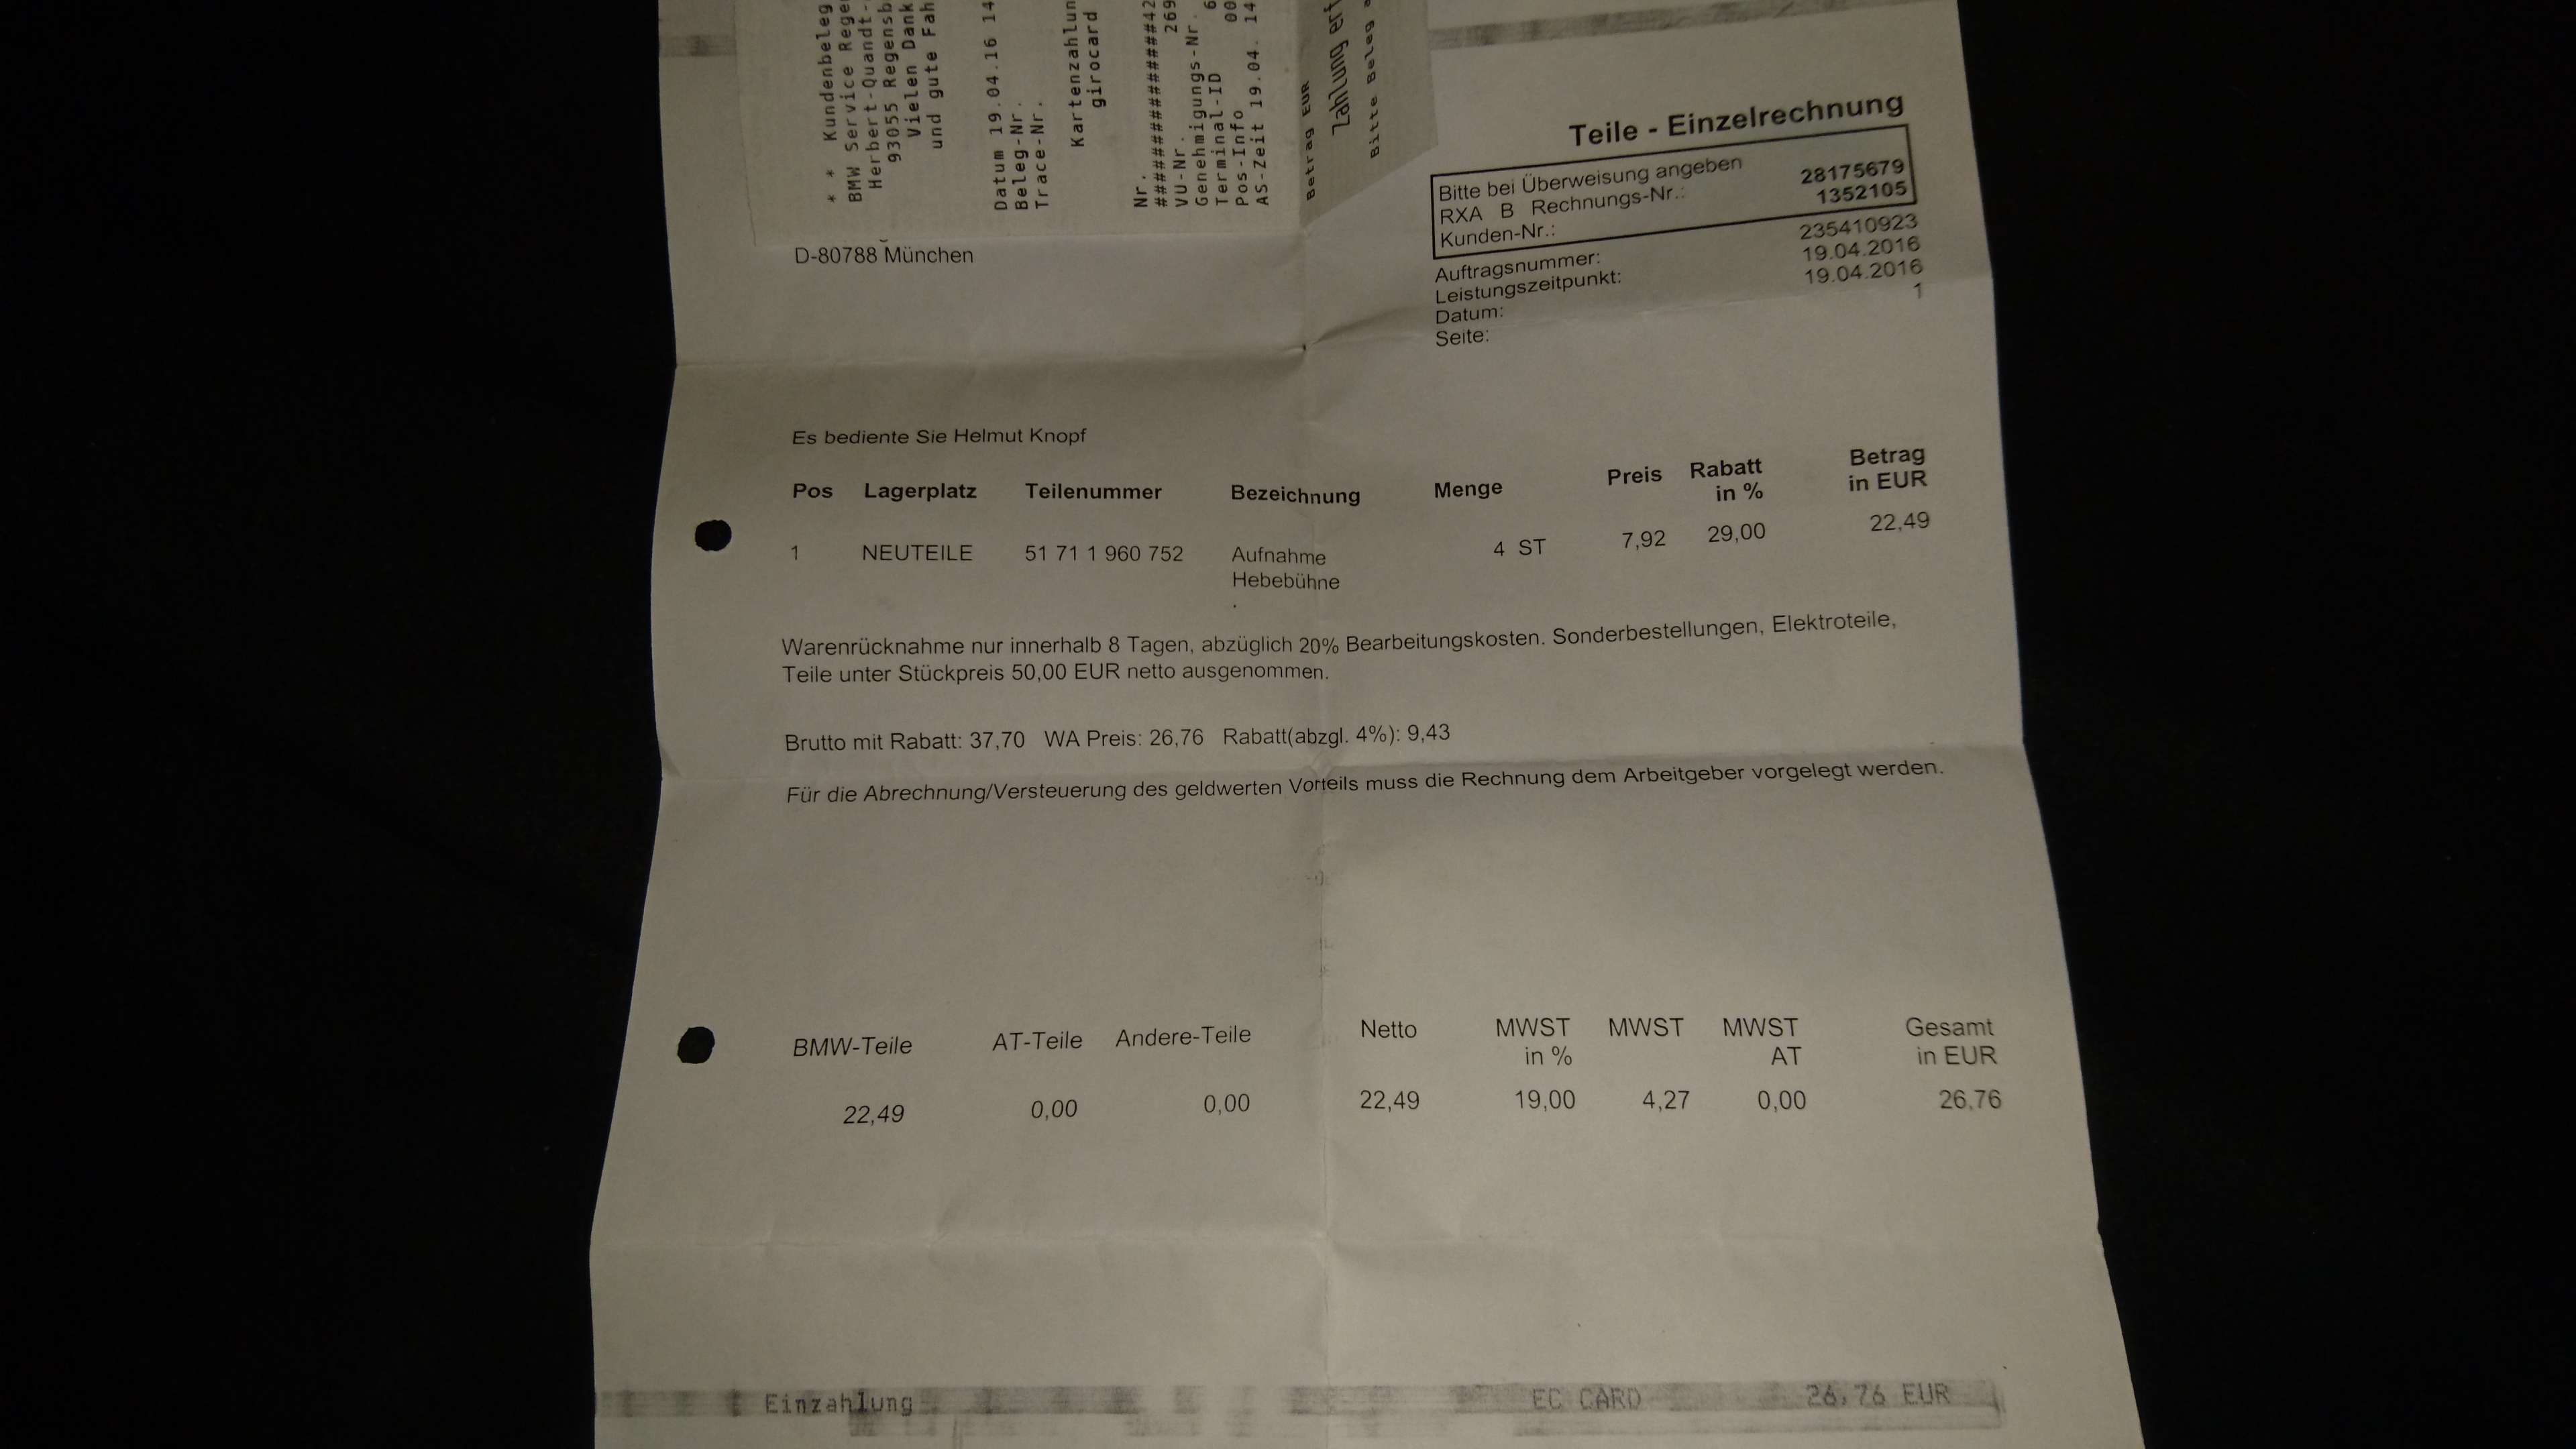 * * Kundenbeleg
BMW Service Rege
Herbert-Quandt-
93055 Regensb
Vielen Dank
und gute Fah
Datum 19.04.16 14
Beleg-Nr.
Trace-Nr.
Kartenzahlun
girocard
Nr.
################42
VU-Nr. 269
Genehmigungs-Nr. 6
Terminal-ID
Pos-Info 00
AS-Zeit 19.04. 14
Betrag EUR
Zahlung erf
Bitte Beleg
D-80788 München
Teile - Einzelrechnung
Bitte bei Überweisung angeben
RXA B Rechnungs-Nr.: 28175679
Kunden-Nr.: 1352105
Auftragsnummer: 235410923
Leistungszeitpunkt: 19.04.2016
Datum: 19.04.2016
Seite: 1
Es bediente Sie Helmut Knopf
Pos Lagerplatz Teilenummer Bezeichnung Menge Preis Rabatt in % Betrag in EUR
1 NEUTEILE 51 71 1 960 752 Aufnahme 4 ST 7,92 29,00 22,49
Hebebühne
Warenrücknahme nur innerhalb 8 Tagen, abzüglich 20% Bearbeitungskosten. Sonderbestellungen, Elektroteile,
Teile unter Stückpreis 50,00 EUR netto ausgenommen.
Brutto mit Rabatt: 37,70 WA Preis: 26,76 Rabatt(abzgl. 4%): 9,43
Für die Abrechnung/Versteuerung des geldwerten Vorteils muss die Rechnung dem Arbeitgeber vorgelegt werden.
BMW-Teile AT-Teile Andere-Teile Netto MWST in % MWST MWST AT Gesamt in EUR
22,49 0,00 0,00 22,49 19,00 4,27 0,00 26,76
Einzahlung EC CARD 26,76 EUR